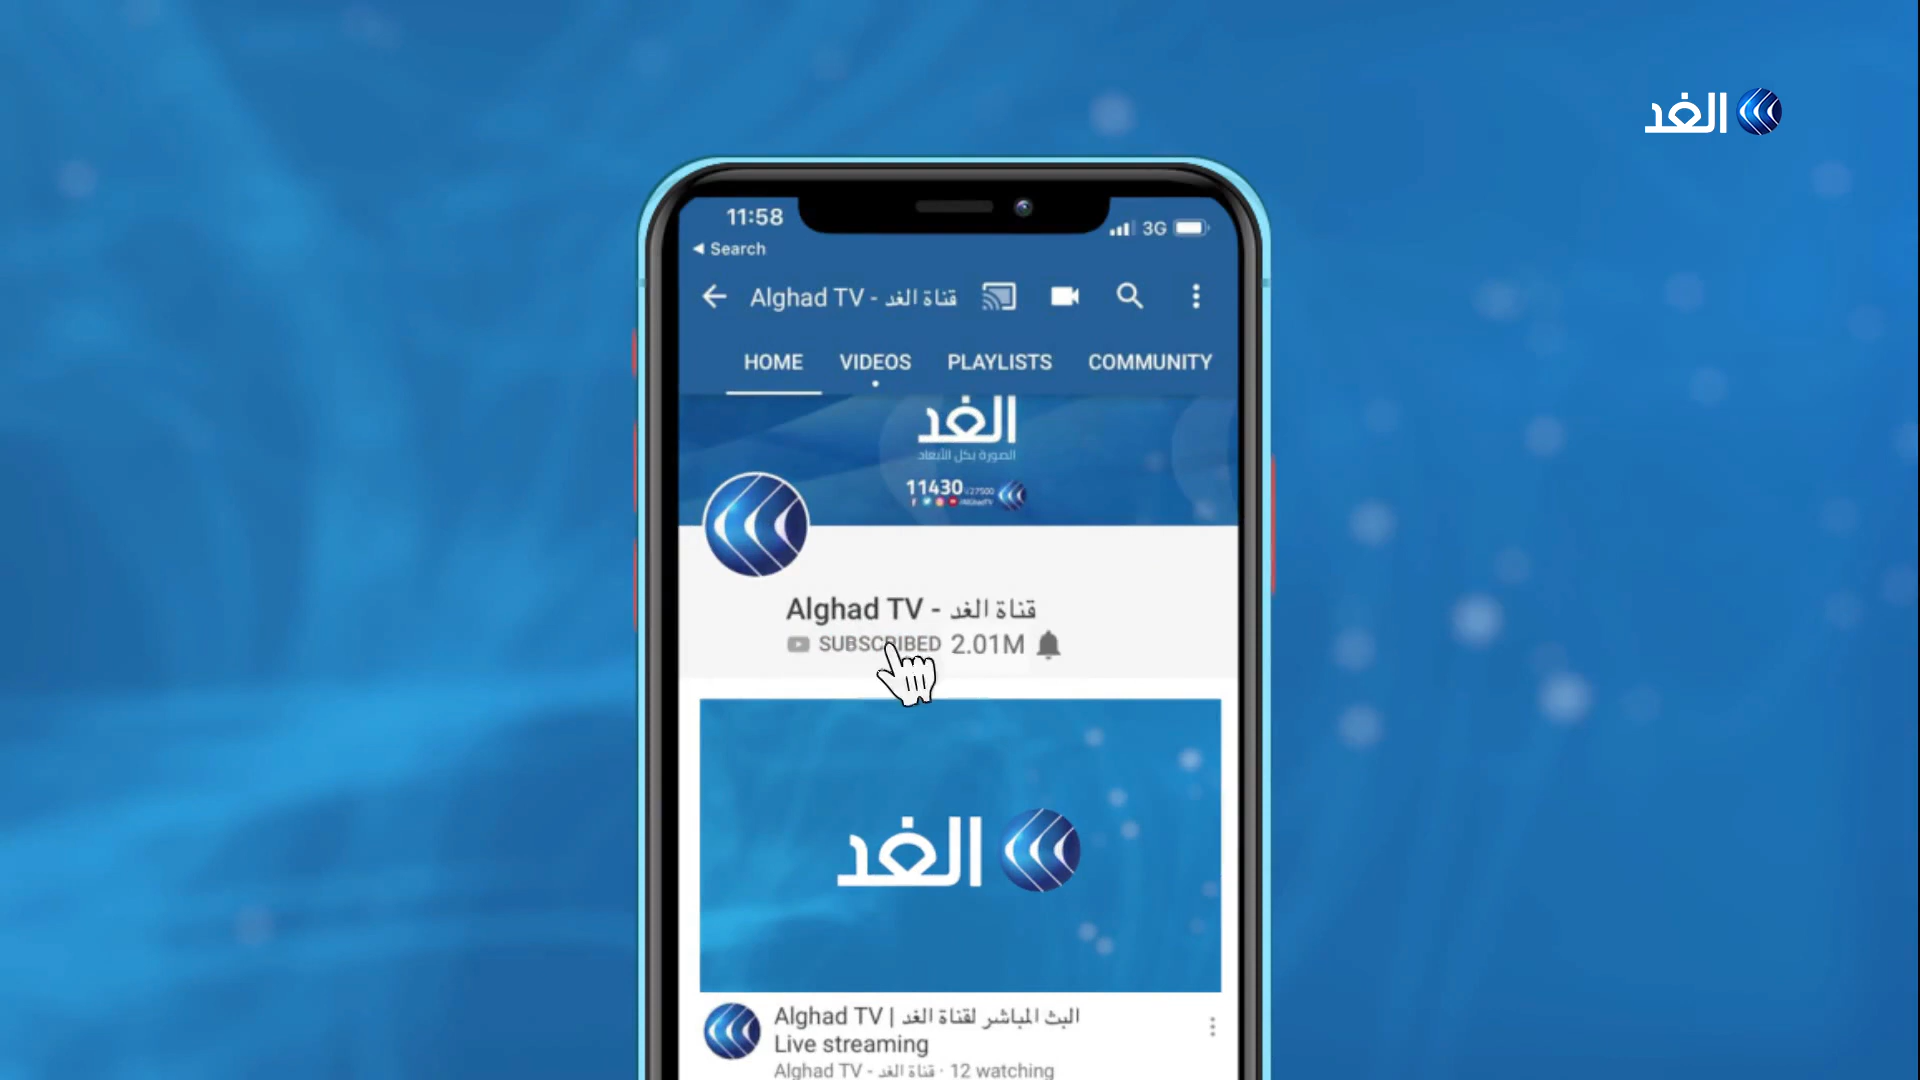 الغد
11:58
3G
Search
Alghad TV - قناة الغد
HOME VIDEOS PLAYLISTS COMMUNITY
الغد
الصورة بكل الأبعاد
11430 27500
Alghad TV - قناة الغد
SUBSCRIBED 2.01M
الغد
Alghad TV | البث المباشر لقناة الغد
Live streaming
Alghad TV - قناة الغد · 12 watching